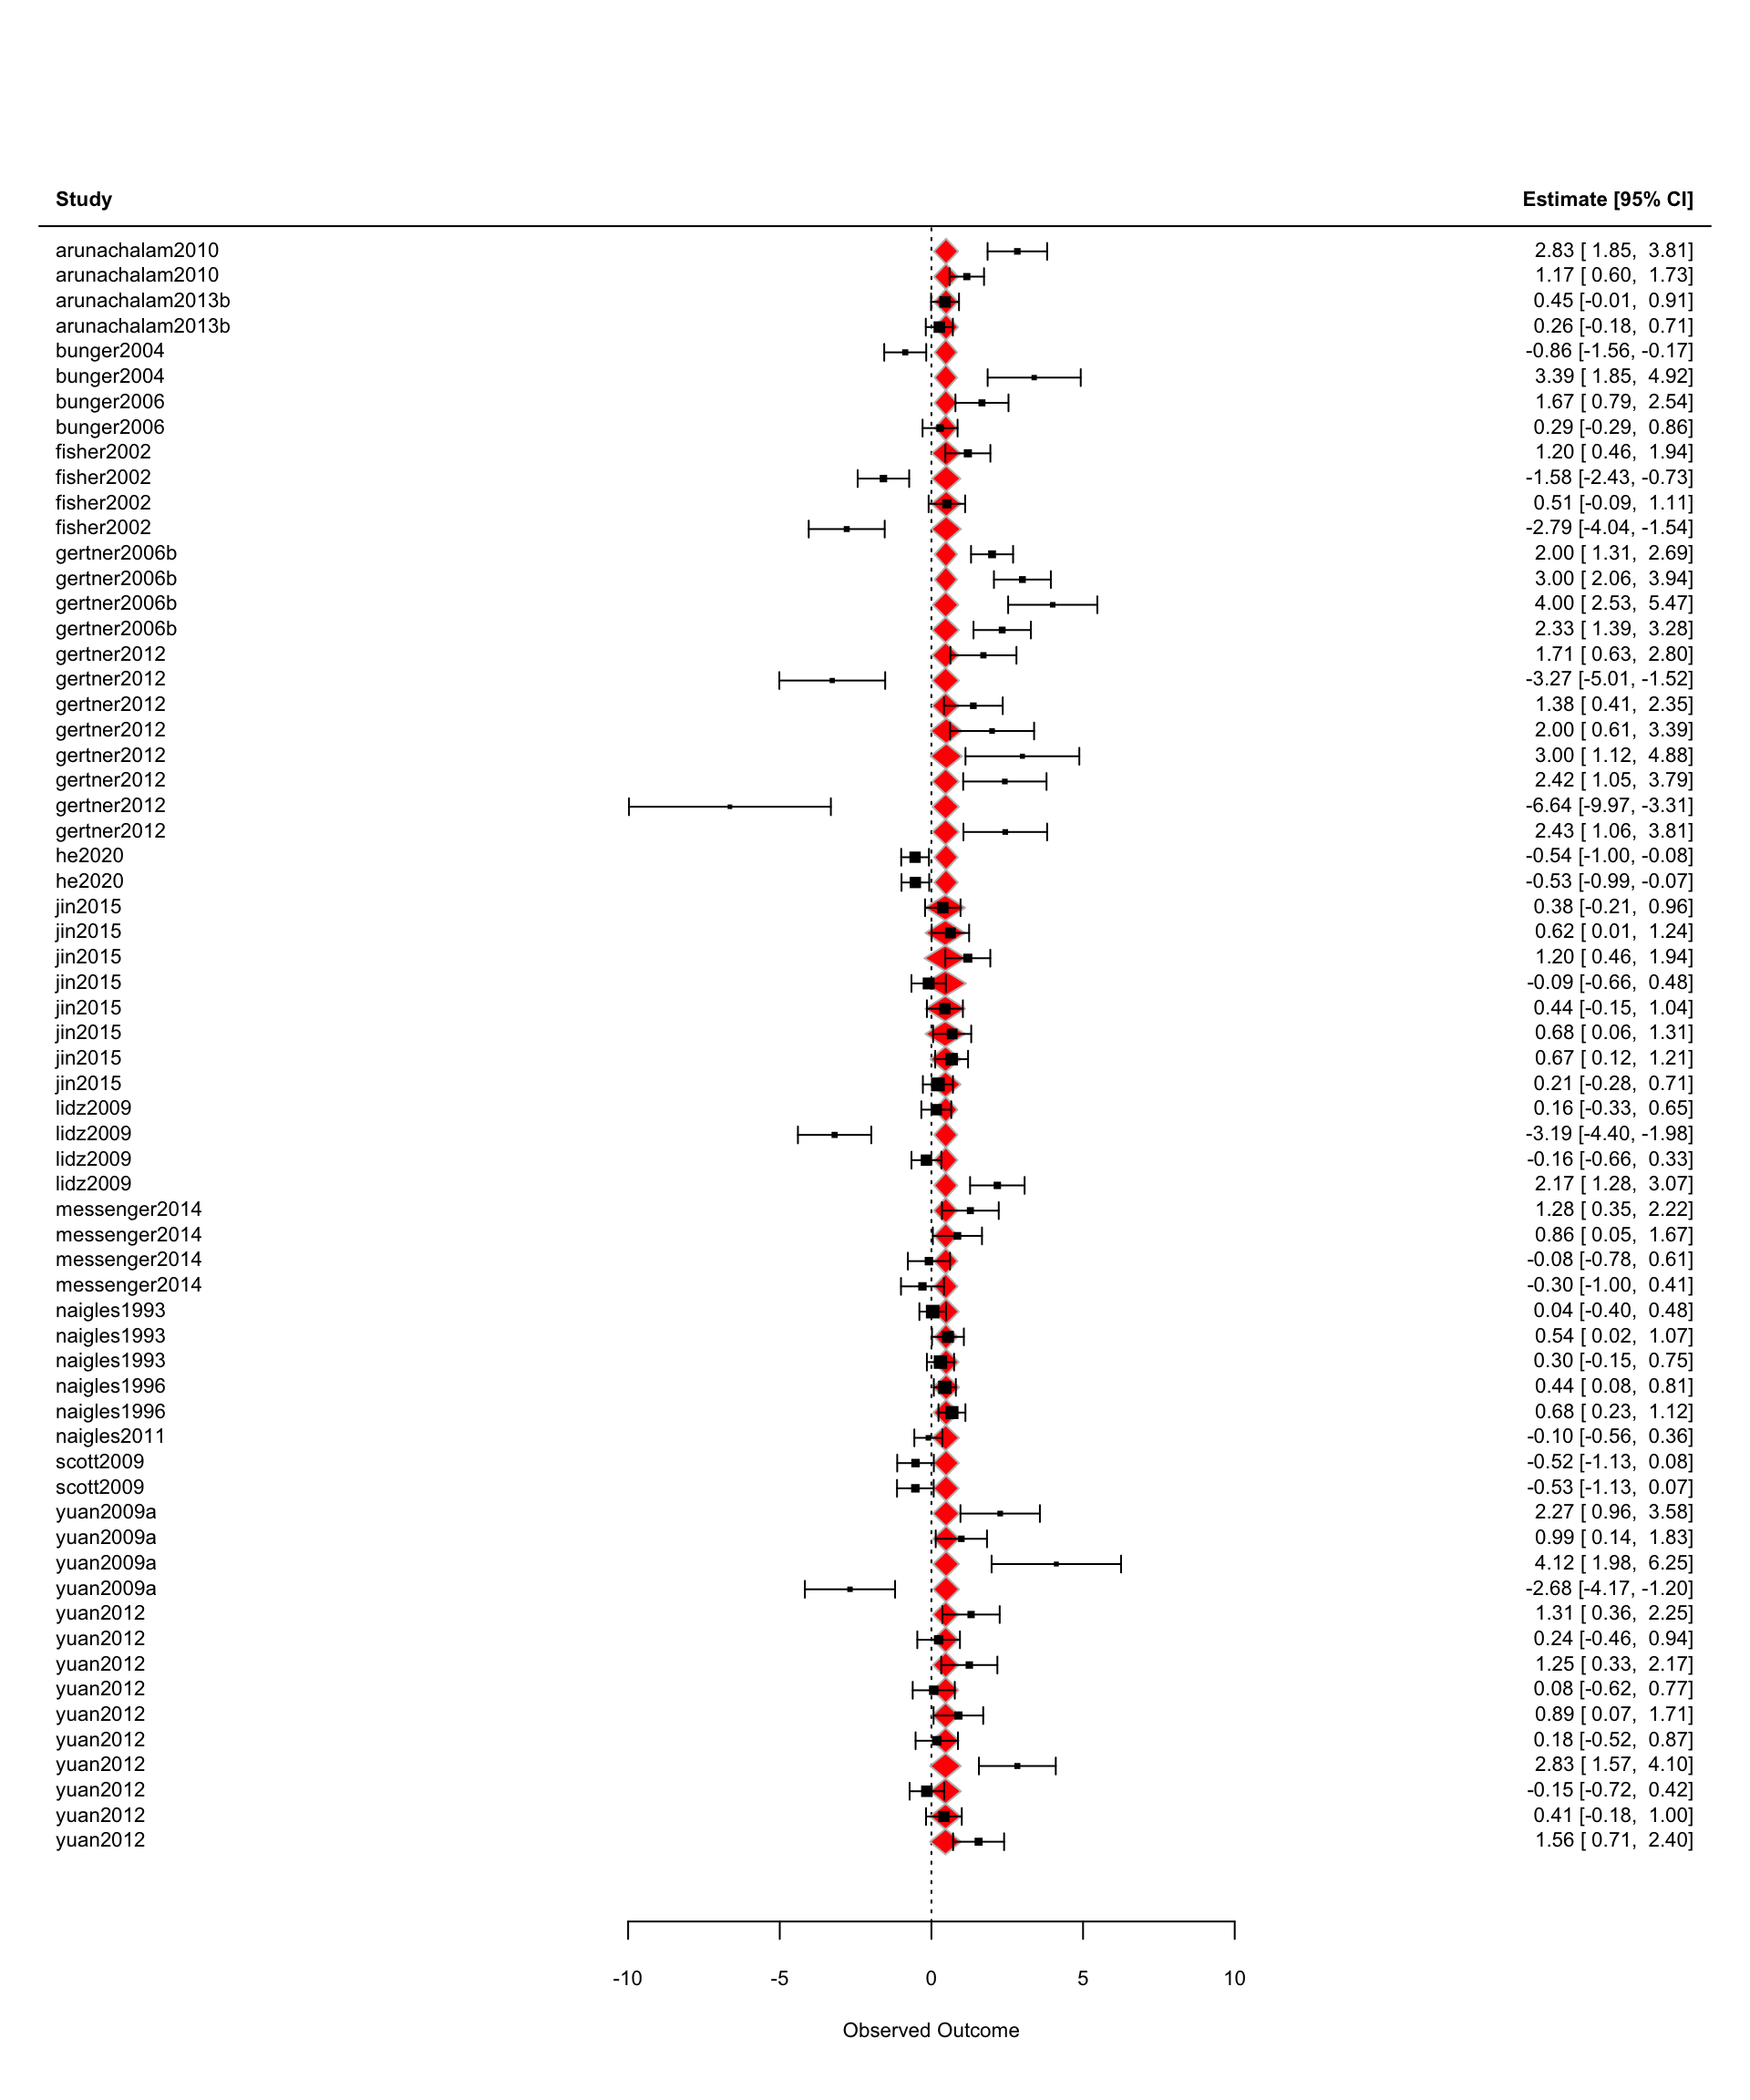 Study Estimate [95% CI]
arunachalam2010 2.83 [ 1.85, 3.81]
arunachalam2010 1.17 [ 0.60, 1.73]
arunachalam2013b 0.45 [-0.01, 0.91]
arunachalam2013b 0.26 [-0.18, 0.71]
bunger2004 -0.86 [-1.56, -0.17]
bunger2004 3.39 [ 1.85, 4.92]
bunger2006 1.67 [ 0.79, 2.54]
bunger2006 0.29 [-0.29, 0.86]
fisher2002 1.20 [ 0.46, 1.94]
fisher2002 -1.58 [-2.43, -0.73]
fisher2002 0.51 [-0.09, 1.11]
fisher2002 -2.79 [-4.04, -1.54]
gertner2006b 2.00 [ 1.31, 2.69]
gertner2006b 3.00 [ 2.06, 3.94]
gertner2006b 4.00 [ 2.53, 5.47]
gertner2006b 2.33 [ 1.39, 3.28]
gertner2012 1.71 [ 0.63, 2.80]
gertner2012 -3.27 [-5.01, -1.52]
gertner2012 1.38 [ 0.41, 2.35]
gertner2012 2.00 [ 0.61, 3.39]
gertner2012 3.00 [ 1.12, 4.88]
gertner2012 2.42 [ 1.05, 3.79]
gertner2012 -6.64 [-9.97, -3.31]
gertner2012 2.43 [ 1.06, 3.81]
he2020 -0.54 [-1.00, -0.08]
he2020 -0.53 [-0.99, -0.07]
jin2015 0.38 [-0.21, 0.96]
jin2015 0.62 [ 0.01, 1.24]
jin2015 1.20 [ 0.46, 1.94]
jin2015 -0.09 [-0.66, 0.48]
jin2015 0.44 [-0.15, 1.04]
jin2015 0.68 [ 0.06, 1.31]
jin2015 0.67 [ 0.12, 1.21]
jin2015 0.21 [-0.28, 0.71]
lidz2009 0.16 [-0.33, 0.65]
lidz2009 -3.19 [-4.40, -1.98]
lidz2009 -0.16 [-0.66, 0.33]
lidz2009 2.17 [ 1.28, 3.07]
messenger2014 1.28 [ 0.35, 2.22]
messenger2014 0.86 [ 0.05, 1.67]
messenger2014 -0.08 [-0.78, 0.61]
messenger2014 -0.30 [-1.00, 0.41]
naigles1993 0.04 [-0.40, 0.48]
naigles1993 0.54 [ 0.02, 1.07]
naigles1993 0.30 [-0.15, 0.75]
naigles1996 0.44 [ 0.08, 0.81]
naigles1996 0.68 [ 0.23, 1.12]
naigles2011 -0.10 [-0.56, 0.36]
scott2009 -0.52 [-1.13, 0.08]
scott2009 -0.53 [-1.13, 0.07]
yuan2009a 2.27 [ 0.96, 3.58]
yuan2009a 0.99 [ 0.14, 1.83]
yuan2009a 4.12 [ 1.98, 6.25]
yuan2009a -2.68 [-4.17, -1.20]
yuan2012 1.31 [ 0.36, 2.25]
yuan2012 0.24 [-0.46, 0.94]
yuan2012 1.25 [ 0.33, 2.17]
yuan2012 0.08 [-0.62, 0.77]
yuan2012 0.89 [ 0.07, 1.71]
yuan2012 0.18 [-0.52, 0.87]
yuan2012 2.83 [ 1.57, 4.10]
yuan2012 -0.15 [-0.72, 0.42]
yuan2012 0.41 [-0.18, 1.00]
yuan2012 1.56 [ 0.71, 2.40]
-10 -5 0 5 10
Observed Outcome